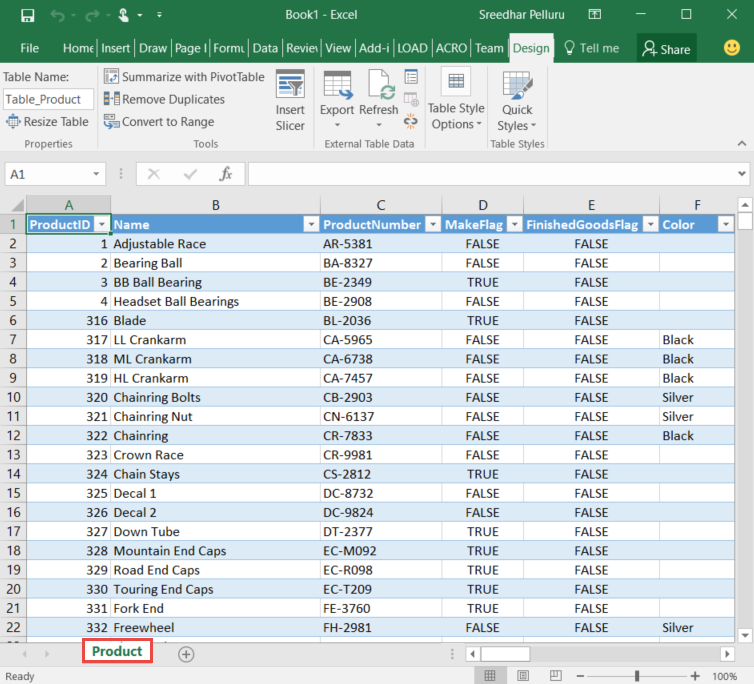 Book1 - Excel Sreedhar Pelluru
File Home Insert Draw Page Formu Data Review View Add-i LOAD ACRO Team Design Tell me Share
Table Name: Summarize with PivotTable
Table_Product Remove Duplicates
Resize Table Convert to Range
Insert Slicer Export Refresh Table Style Options Quick Styles
Properties Tools External Table Data Table Styles
A1 fx
A B C D E F
1 ProductID Name ProductNumber MakeFlag FinishedGoodsFlag Color
2 1 Adjustable Race AR-5381 FALSE FALSE
3 2 Bearing Ball BA-8327 FALSE FALSE
4 3 BB Ball Bearing BE-2349 TRUE FALSE
5 4 Headset Ball Bearings BE-2908 FALSE FALSE
6 316 Blade BL-2036 TRUE FALSE
7 317 LL Crankarm CA-5965 FALSE FALSE Black
8 318 ML Crankarm CA-6738 FALSE FALSE Black
9 319 HL Crankarm CA-7457 FALSE FALSE Black
10 320 Chainring Bolts CB-2903 FALSE FALSE Silver
11 321 Chainring Nut CN-6137 FALSE FALSE Silver
12 322 Chainring CR-7833 FALSE FALSE Black
13 323 Crown Race CR-9981 FALSE FALSE
14 324 Chain Stays CS-2812 TRUE FALSE
15 325 Decal 1 DC-8732 FALSE FALSE
16 326 Decal 2 DC-9824 FALSE FALSE
17 327 Down Tube DT-2377 TRUE FALSE
18 328 Mountain End Caps EC-M092 TRUE FALSE
19 329 Road End Caps EC-R098 TRUE FALSE
20 330 Touring End Caps EC-T209 TRUE FALSE
21 331 Fork End FE-3760 TRUE FALSE
22 332 Freewheel FH-2981 FALSE FALSE Silver
Product
Ready 100%